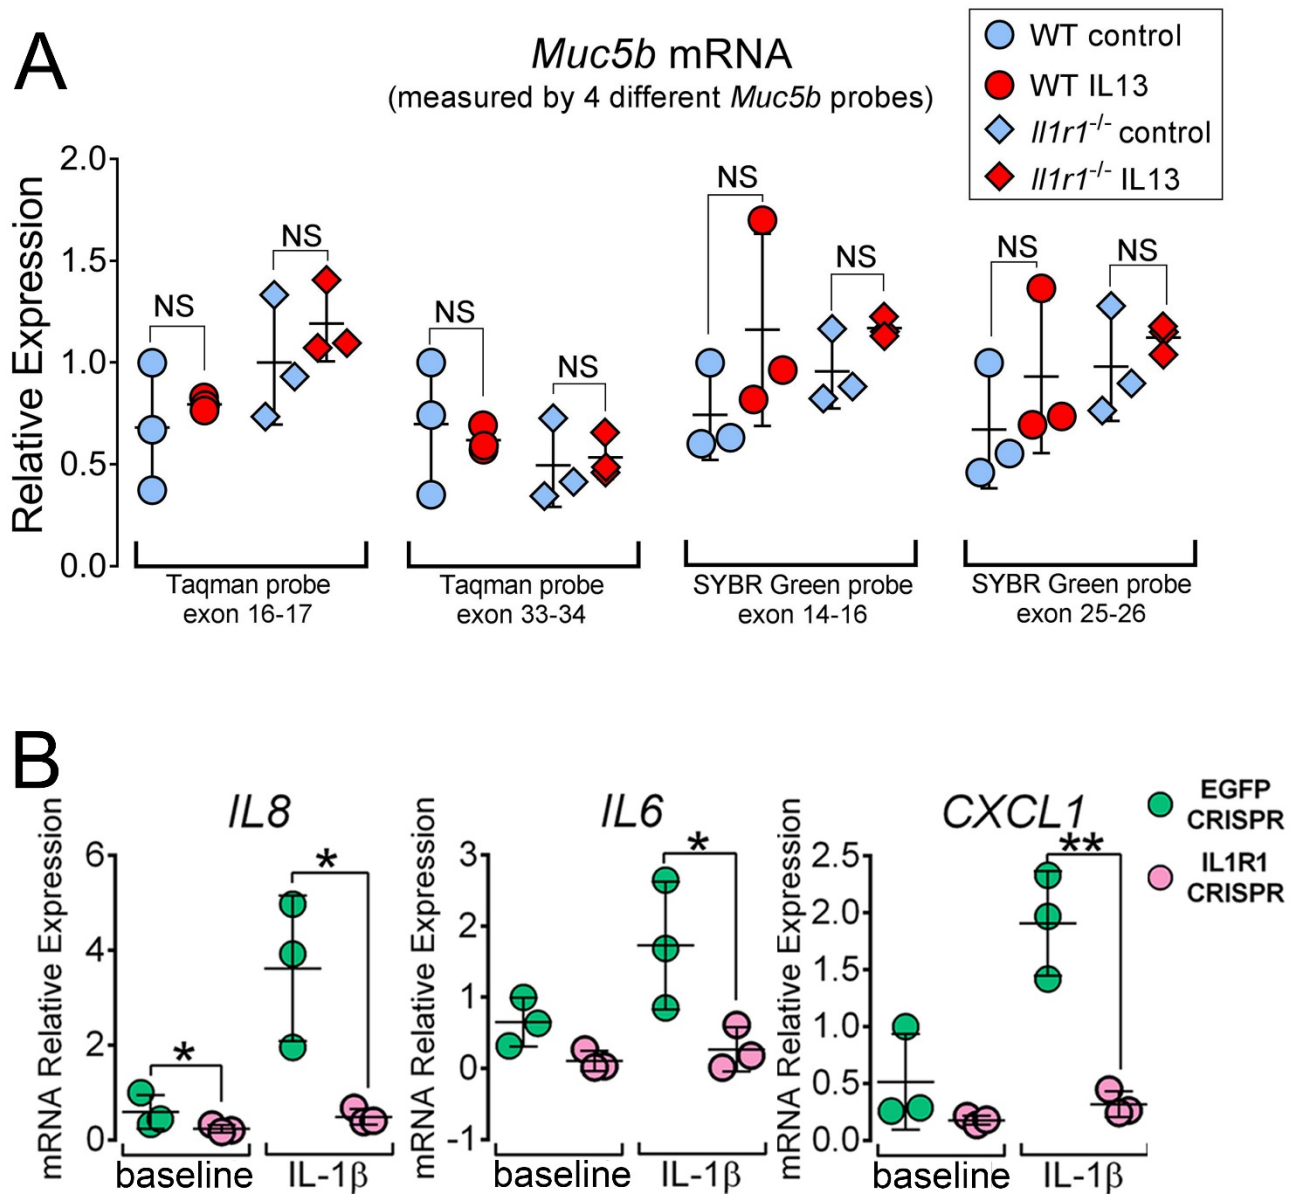 A
Muc5b mRNA
(measured by 4 different Muc5b probes)
WT control
WT IL13
Il1r1-/- control
Il1r1-/- IL13
Relative Expression
2.0
1.5
1.0
0.5
0.0
NS
NS
NS
NS
NS
NS
NS
NS
Taqman probe
exon 16-17
Taqman probe
exon 33-34
SYBR Green probe
exon 14-16
SYBR Green probe
exon 25-26
B
IL8
mRNA Relative Expression
6
4
2
0
*
*
baseline
IL-1β
IL6
mRNA Relative Expression
3
2
1
0
-1
*
baseline
IL-1β
CXCL1
mRNA Relative Expression
2.5
2.0
1.5
1.0
0.5
0.0
**
baseline
IL-1β
EGFP
CRISPR
IL1R1
CRISPR